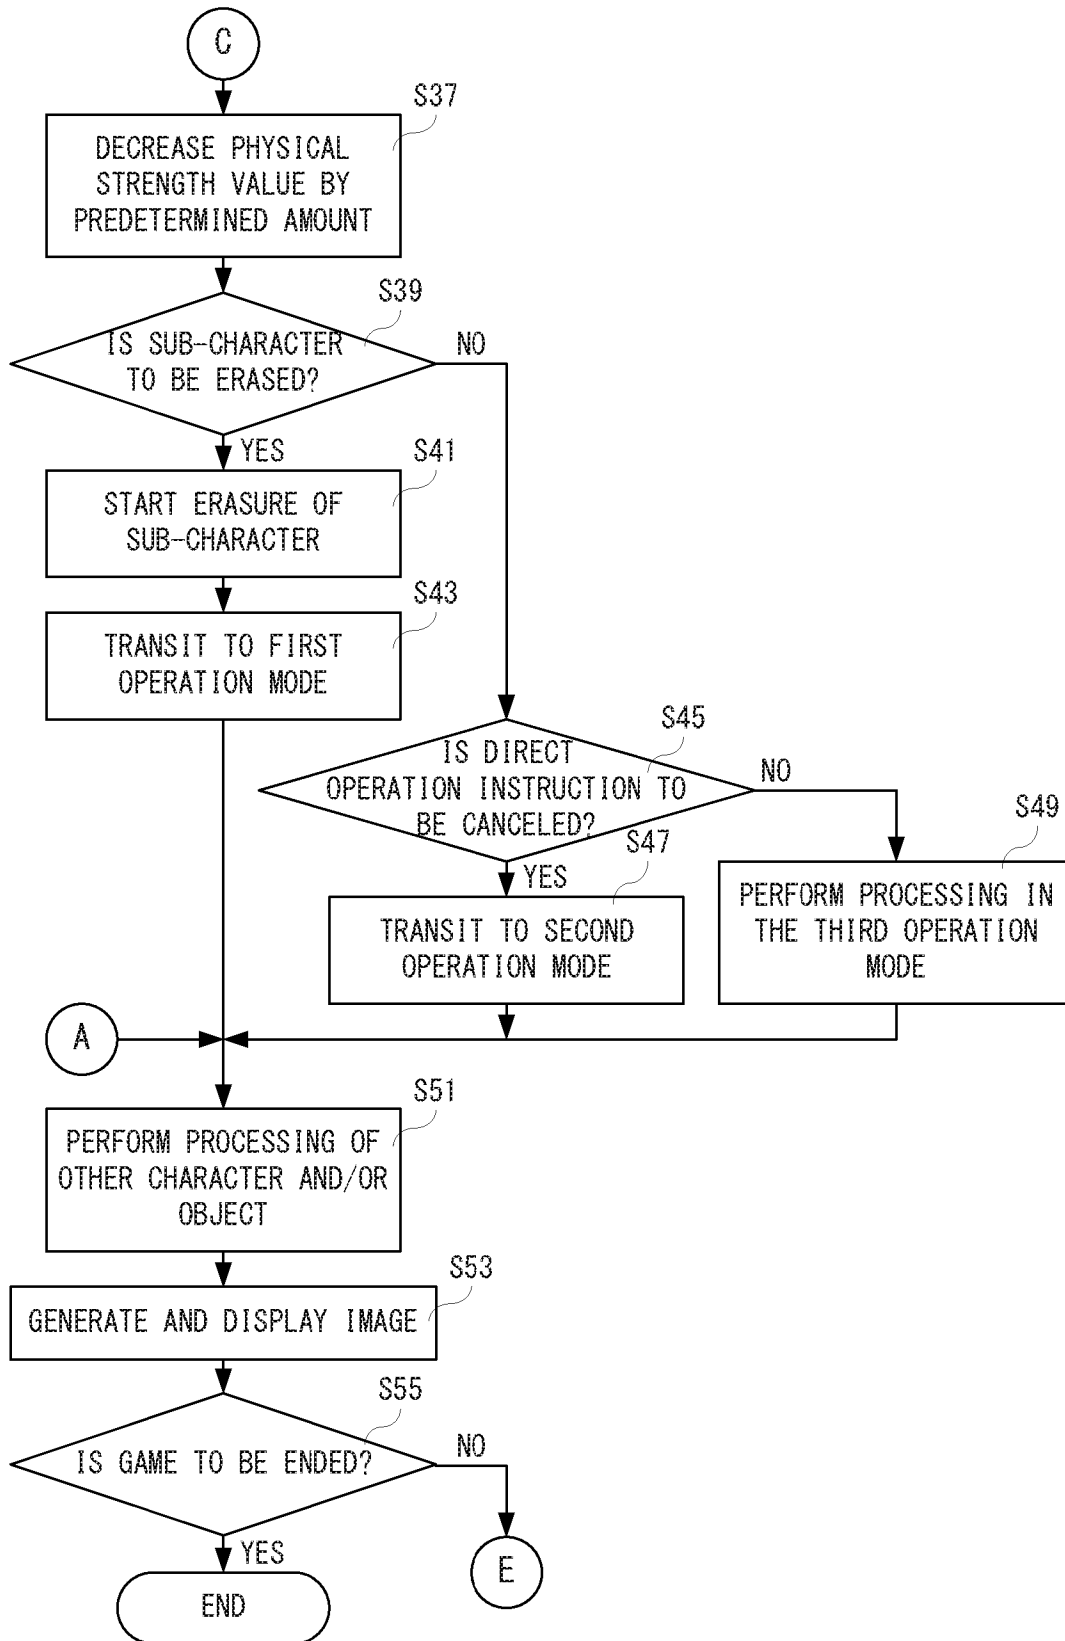 C
S37
DECREASE PHYSICAL
STRENGTH VALUE BY
PREDETERMINED AMOUNT
S39
IS SUB-CHARACTER
TO BE ERASED?
NO
YES
S41
START ERASURE OF
SUB-CHARACTER
S43
TRANSIT TO FIRST
OPERATION MODE
S45
IS DIRECT
OPERATION INSTRUCTION TO
BE CANCELED?
NO
YES
S47
TRANSIT TO SECOND
OPERATION MODE
S49
PERFORM PROCESSING IN
THE THIRD OPERATION
MODE
A
S51
PERFORM PROCESSING OF
OTHER CHARACTER AND/OR
OBJECT
S53
GENERATE AND DISPLAY IMAGE
S55
IS GAME TO BE ENDED?
NO
YES
E
END